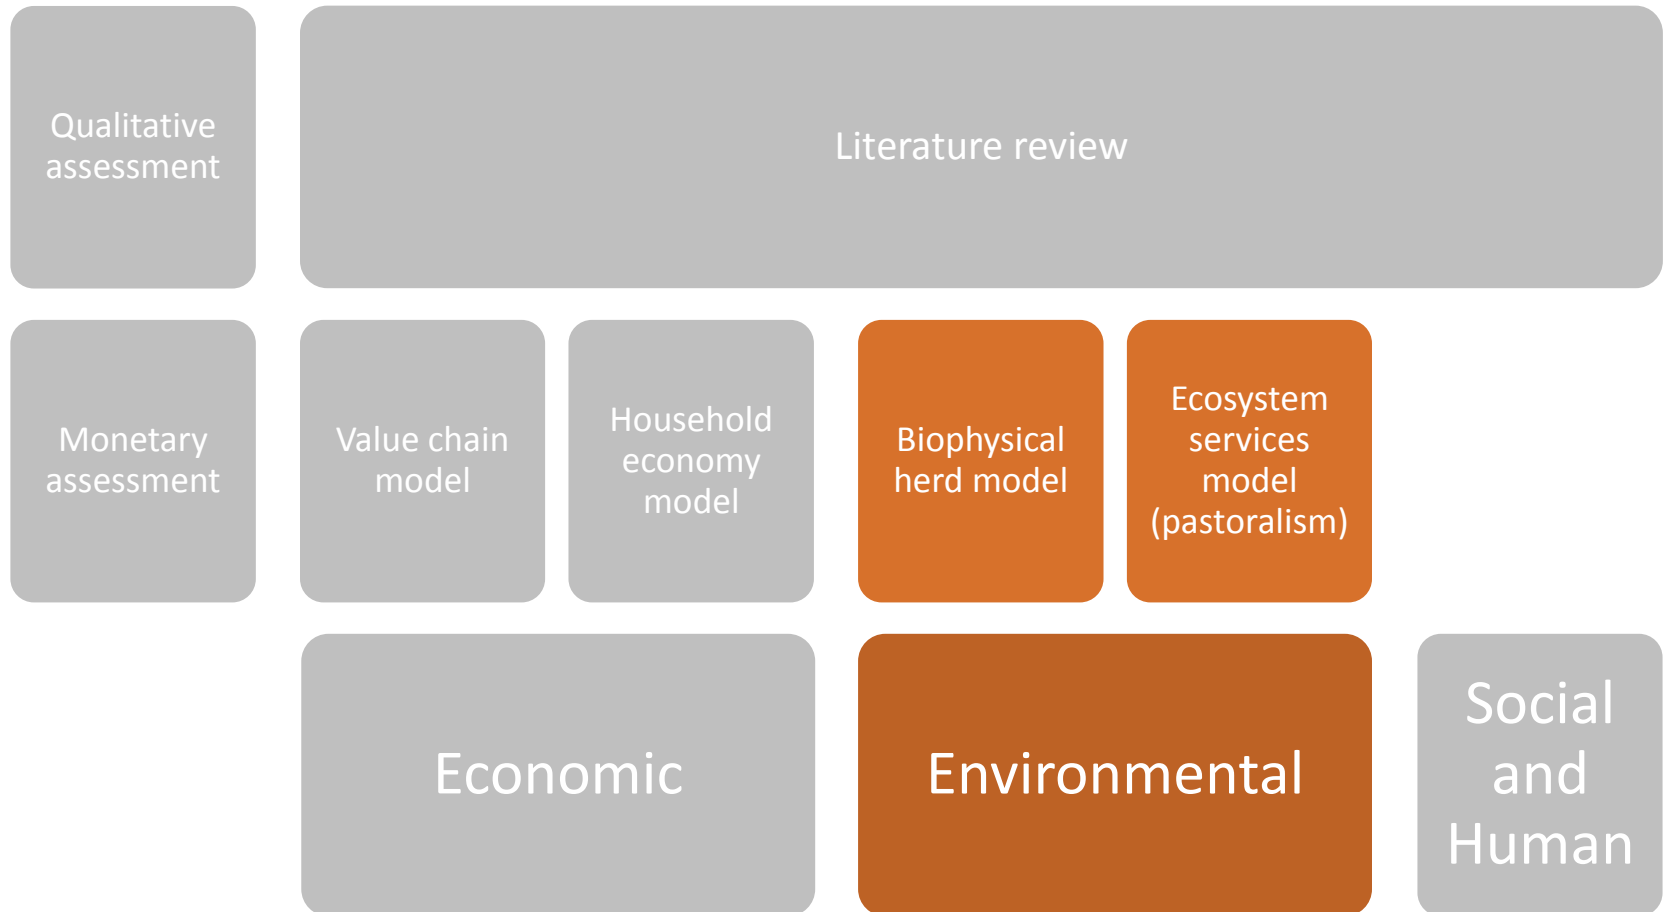 Qualitative
assessment
Literature review
Monetary
assessment
Value chain
model
Household
economy
model
Biophysical
herd model
Ecosystem
services
model
(pastoralism)
Economic
Environmental
Social
and
Human